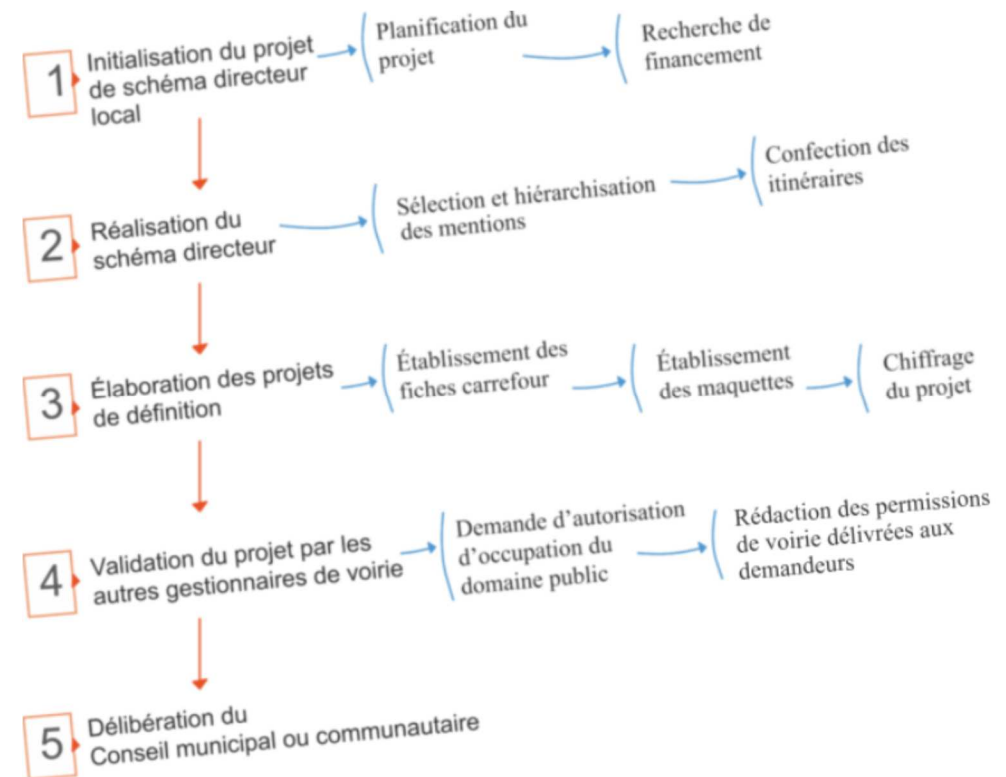 1
Initialisation du projet
de schéma directeur
local
Planification du
projet
Recherche de
financement
2
Réalisation du
schéma directeur
Sélection et hiérarchisation
des mentions
Confection des
itinéraires
3
Élaboration des projets
de définition
Établissement des
fiches carrefour
Établissement
des maquettes
Chiffrage
du projet
4
Validation du projet par les
autres gestionnaires de voirie
Demande d'autorisation
d'occupation du
domaine public
Rédaction des permissions
de voirie délivrées aux
demandeurs
5
Délibération du
Conseil municipal ou communautaire